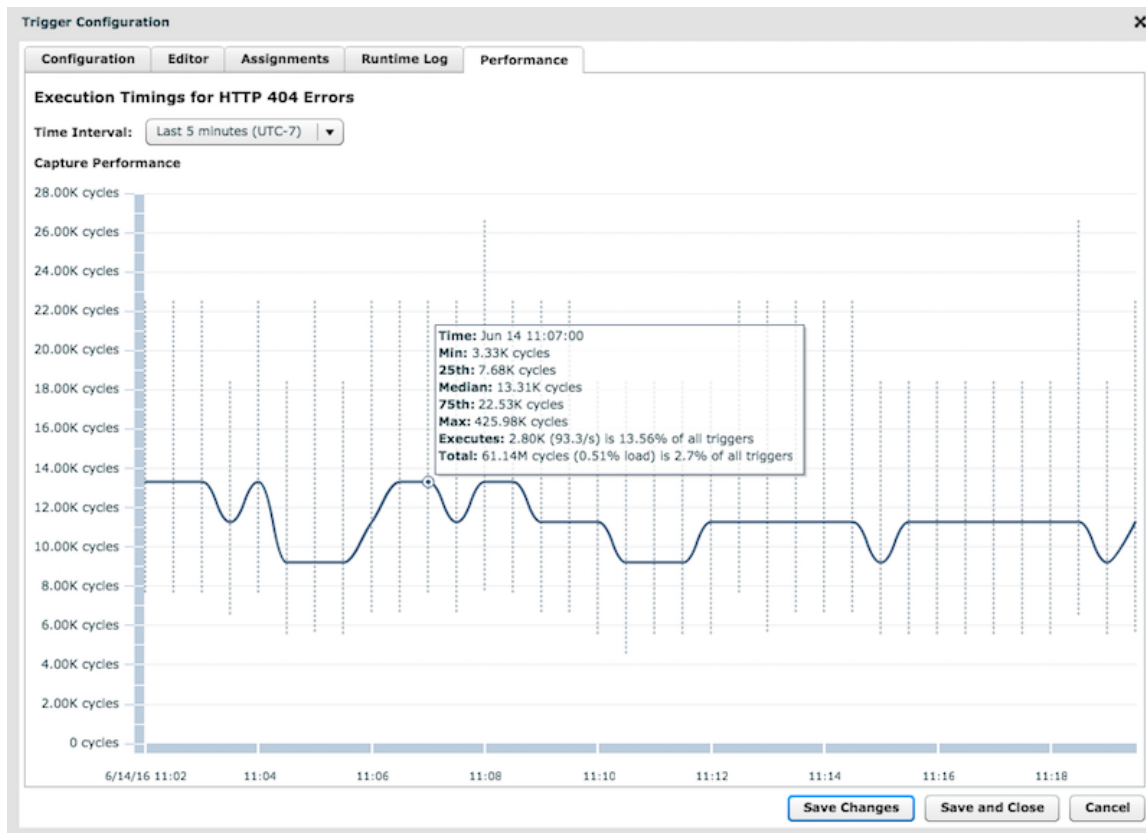 Trigger Configuration
Configuration Editor Assignments Runtime Log Performance
Execution Timings for HTTP 404 Errors
Time Interval: Last 5 minutes (UTC-7)
Capture Performance
28.00K cycles
26.00K cycles
24.00K cycles
22.00K cycles
20.00K cycles
18.00K cycles
16.00K cycles
14.00K cycles
12.00K cycles
10.00K cycles
8.00K cycles
6.00K cycles
4.00K cycles
2.00K cycles
0 cycles
Time: Jun 14 11:07:00
Min: 3.33K cycles
25th: 7.68K cycles
Median: 13.31K cycles
75th: 22.53K cycles
Max: 425.98K cycles
Executes: 2.80K (93.3/s) is 13.56% of all triggers
Total: 61.14M cycles (0.51% load) is 2.7% of all triggers
6/14/16 11:02 11:04 11:06 11:08 11:10 11:12 11:14 11:16 11:18
Save Changes Save and Close Cancel